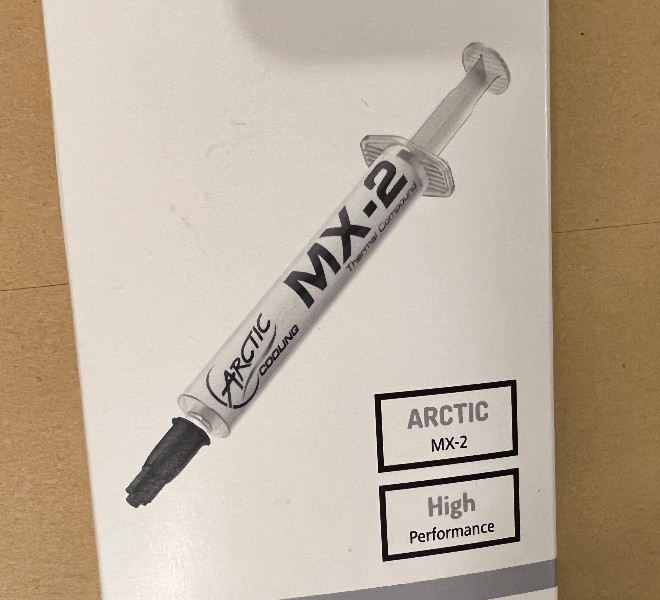 MX-2
Thermal Compound
ARCTIC
COOLING
ARCTIC
MX-2
High
Performance